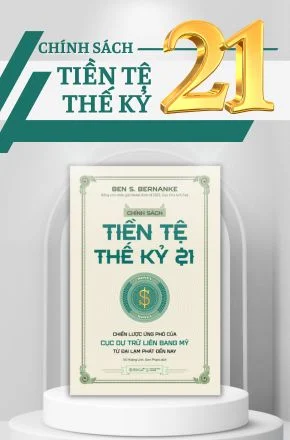 CHÍNH SÁCH
TIỀN TỆ
THẾ KỶ
21
BEN S. BERNANKE
CHÍNH SÁCH
TIỀN TỆ
THẾ KỶ 21
$
CHIẾN LƯỢC ỨNG PHÓ CỦA
CỤC DỰ TRỮ LIÊN BANG MỸ
TỪ ĐẠI LẠM PHÁT ĐẾN NAY